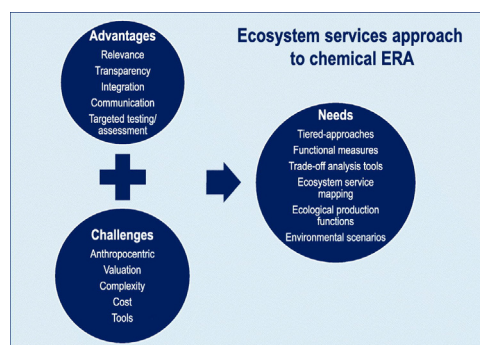 Ecosystem services approach
to chemical ERA
Advantages
Relevance
Transparency
Integration
Communication
Targeted testing/
assessment
Challenges
Anthropocentric
Valuation
Complexity
Cost
Tools
Needs
Tiered-approaches
Functional measures
Trade-off analysis tools
Ecosystem service
mapping
Ecological production
functions
Environmental scenarios